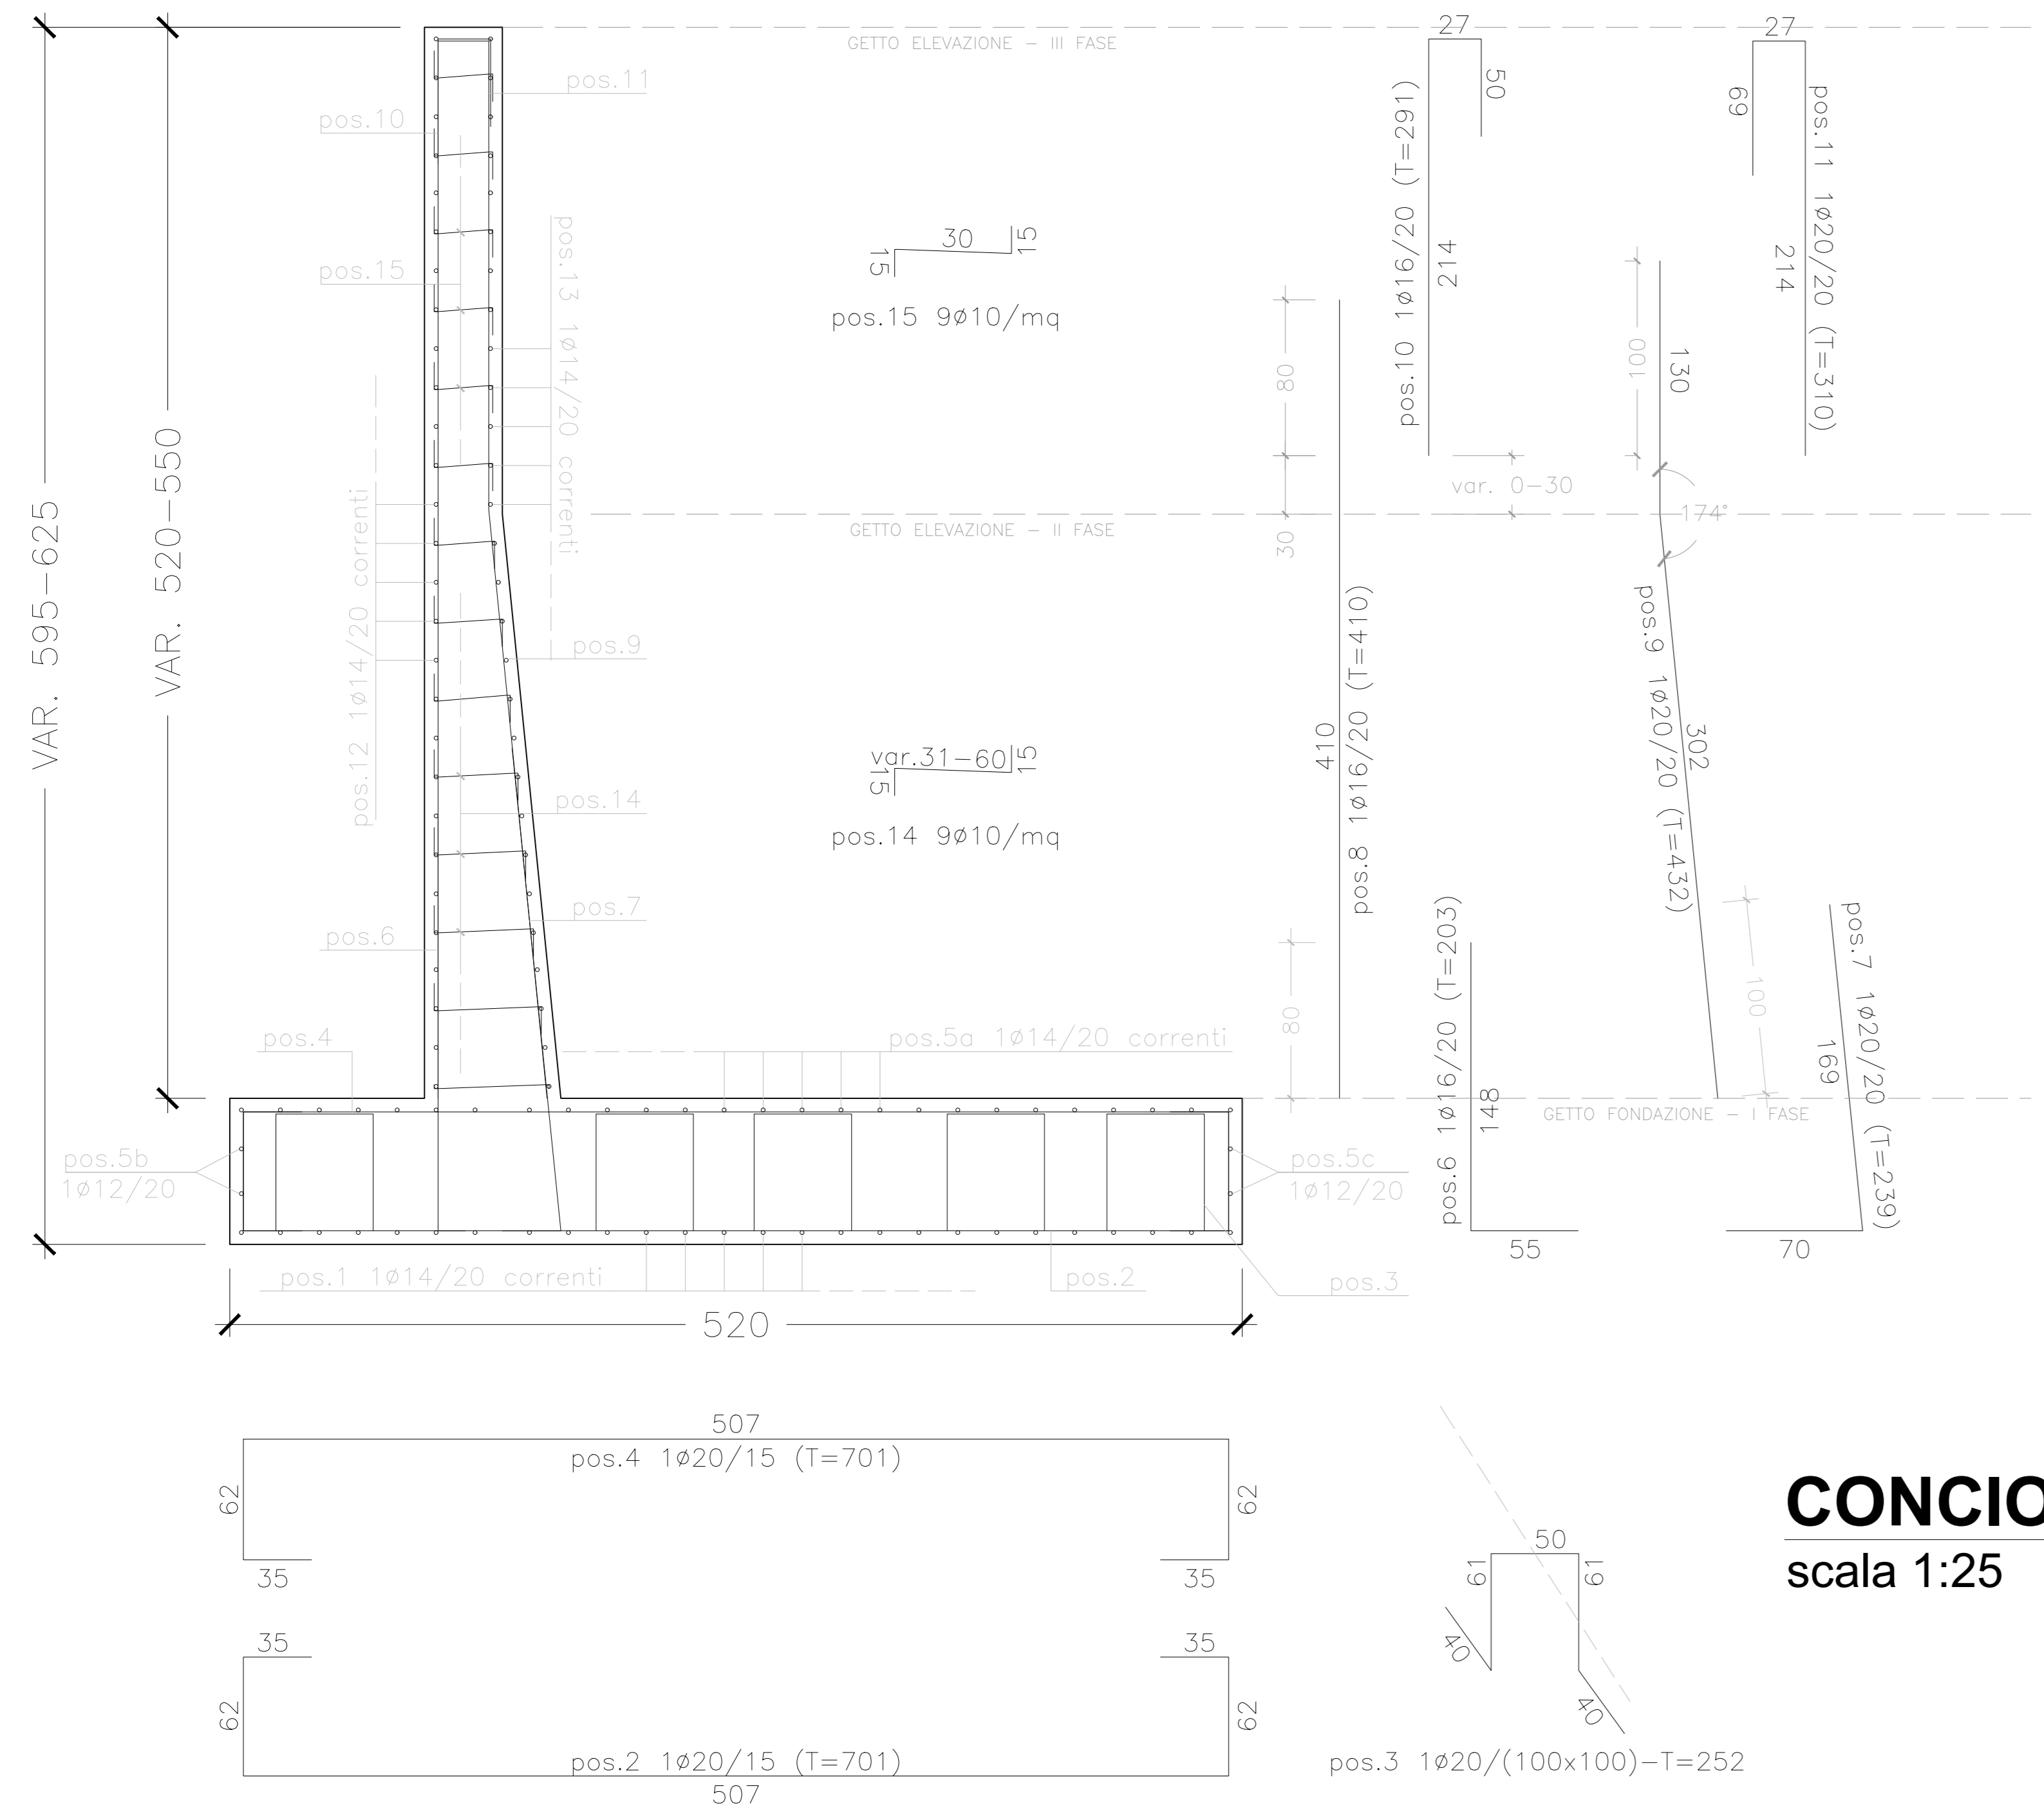 VAR. 595-625
VAR. 520-550
GETTO ELEVAZIONE - III FASE
pos.11
pos.10
pos.15
pos.13 1ø14/20 correnti
pos.12 1ø14/20 correnti
30
15
15
pos.15 9ø10/mq
GETTO ELEVAZIONE - II FASE
pos.9
var.31-60
15
15
pos.14 9ø10/mq
pos.14
pos.7
pos.6
pos.4
pos.5a 1ø14/20 correnti
pos.5b
1ø12/20
pos.5c
1ø12/20
pos.1 1ø14/20 correnti
pos.2
pos.3
520
80
30
80
410
pos.8 1ø16/20 (T=410)
27
50
214
pos.10 1ø16/20 (T=291)
var. 0-30
27
69
214
pos.11 1ø20/20 (T=310)
100
130
174°
302
pos.9 1ø20/20 (T=432)
100
pos.7 1ø20/20 (T=239)
169
70
pos.6 1ø16/20 (T=203)
148
55
GETTO FONDAZIONE - I FASE
507
pos.4 1ø20/15 (T=701)
62
62
35
35
35
35
62
62
pos.2 1ø20/15 (T=701)
507
50
61
61
40
40
pos.3 1ø20/(100x100)-T=252
CONCIO
scala 1:25